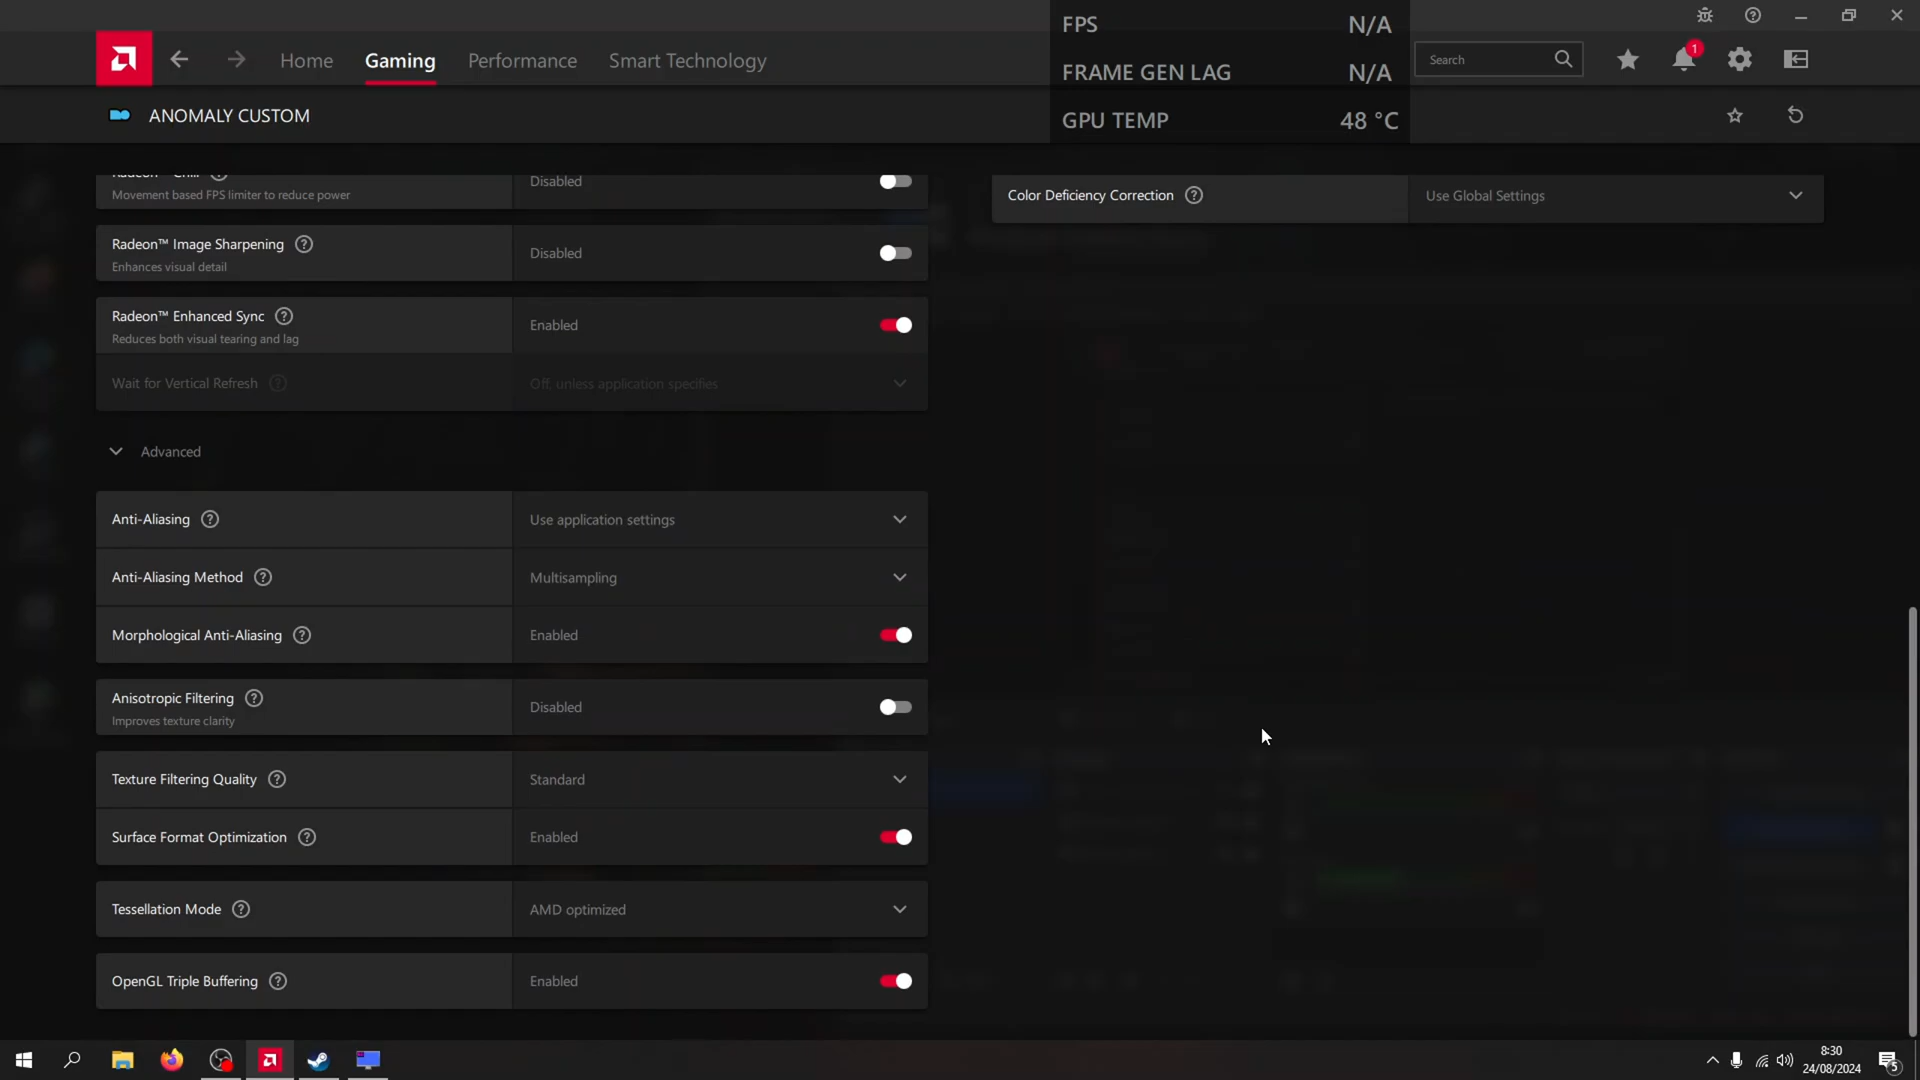 FPS N/A
Home Gaming Performance Smart Technology
FRAME GEN LAG N/A
Search
1
ANOMALY CUSTOM
GPU TEMP 48 °C
Radeon™ Chill
Movement based FPS limiter to reduce power
Disabled
Color Deficiency Correction
Use Global Settings
Radeon™ Image Sharpening
Enhances visual detail
Disabled
Radeon™ Enhanced Sync
Reduces both visual tearing and lag
Enabled
Wait for Vertical Refresh
Off, unless application specifies
Advanced
Anti-Aliasing
Use application settings
Anti-Aliasing Method
Multisampling
Morphological Anti-Aliasing
Enabled
Anisotropic Filtering
Improves texture clarity
Disabled
Texture Filtering Quality
Standard
Surface Format Optimization
Enabled
Tessellation Mode
AMD optimized
OpenGL Triple Buffering
Enabled
8:30
24/08/2024
5